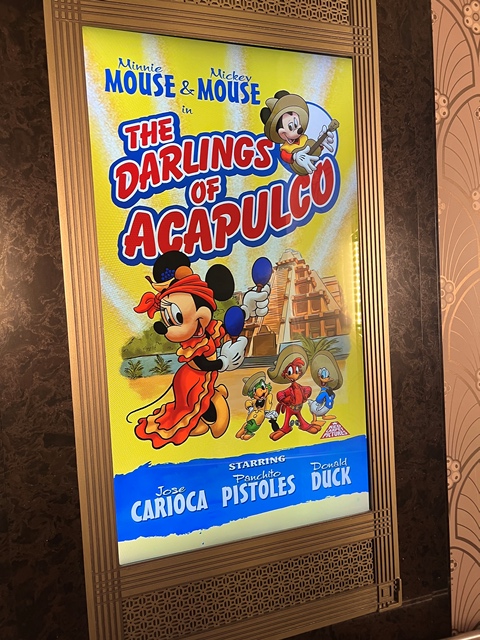 Minnie Mickey
MOUSE & MOUSE
in
THE
DARLINGS
OF
ACAPULCO
STARRING
Jose Panchito Donald
CARIOCA PISTOLES DUCK